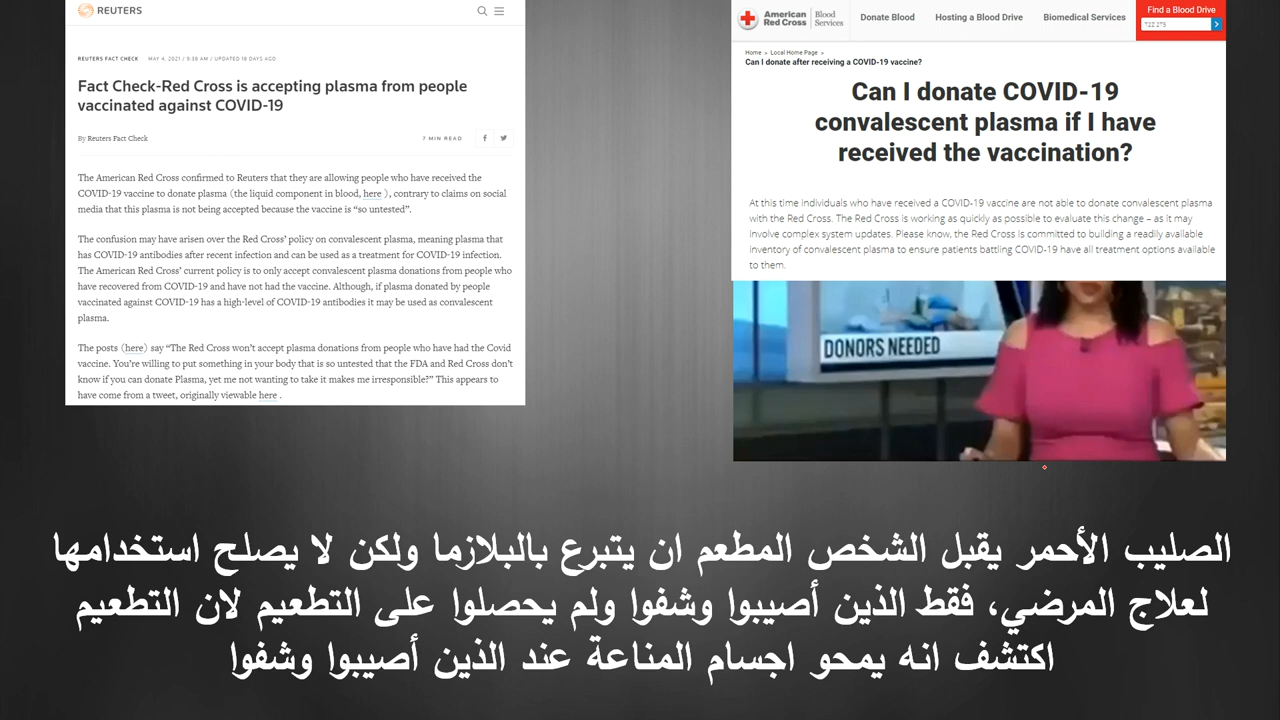 REUTERS
REUTERS FACT CHECK MAY 4, 2021 / 9:38 AM / UPDATED 18 DAYS AGO
Fact Check-Red Cross is accepting plasma from people
vaccinated against COVID-19
By Reuters Fact Check
7 MIN READ
The American Red Cross confirmed to Reuters that they are allowing people who have received the
COVID-19 vaccine to donate plasma (the liquid component in blood, here ), contrary to claims on social
media that this plasma is not being accepted because the vaccine is “so untested”.
The confusion may have arisen over the Red Cross’ policy on convalescent plasma, meaning plasma that
has COVID-19 antibodies after recent infection and can be used as a treatment for COVID-19 infection.
The American Red Cross’ current policy is to only accept convalescent plasma donations from people who
have recovered from COVID-19 and have not had the vaccine. Although, if plasma donated by people
vaccinated against COVID-19 has a high-level of COVID-19 antibodies it may be used as convalescent
plasma.
The posts (here) say “The Red Cross won’t accept plasma donations from people who have had the Covid
vaccine. You’re willing to put something in your body that is so untested that the FDA and Red Cross don’t
know if you can donate Plasma, yet me not wanting to take it makes me irresponsible?” This appears to
have come from a tweet, originally viewable here .
American
Red Cross
Blood
Services
Donate Blood
Hosting a Blood Drive
Biomedical Services
Find a Blood Drive
Home » Local Home Page »
Can I donate after receiving a COVID-19 vaccine?
Can I donate COVID-19
convalescent plasma if I have
received the vaccination?
At this time individuals who have received a COVID-19 vaccine are not able to donate convalescent plasma
with the Red Cross. The Red Cross is working as quickly as possible to evaluate this change – as it may
involve complex system updates. Please know, the Red Cross is committed to building a readily available
inventory of convalescent plasma to ensure patients battling COVID-19 have all treatment options available
to them.
DONORS NEEDED
الصليب الأحمر يقبل الشخص المطعم ان يتبرع بالبلازما ولكن لا يصلح استخدامها
لعلاج المرضي، فقط الذين أصيبوا وشفوا ولم يحصلوا على التطعيم لان التطعيم
اكتشف انه يمحو اجسام المناعة عند الذين أصيبوا وشفوا